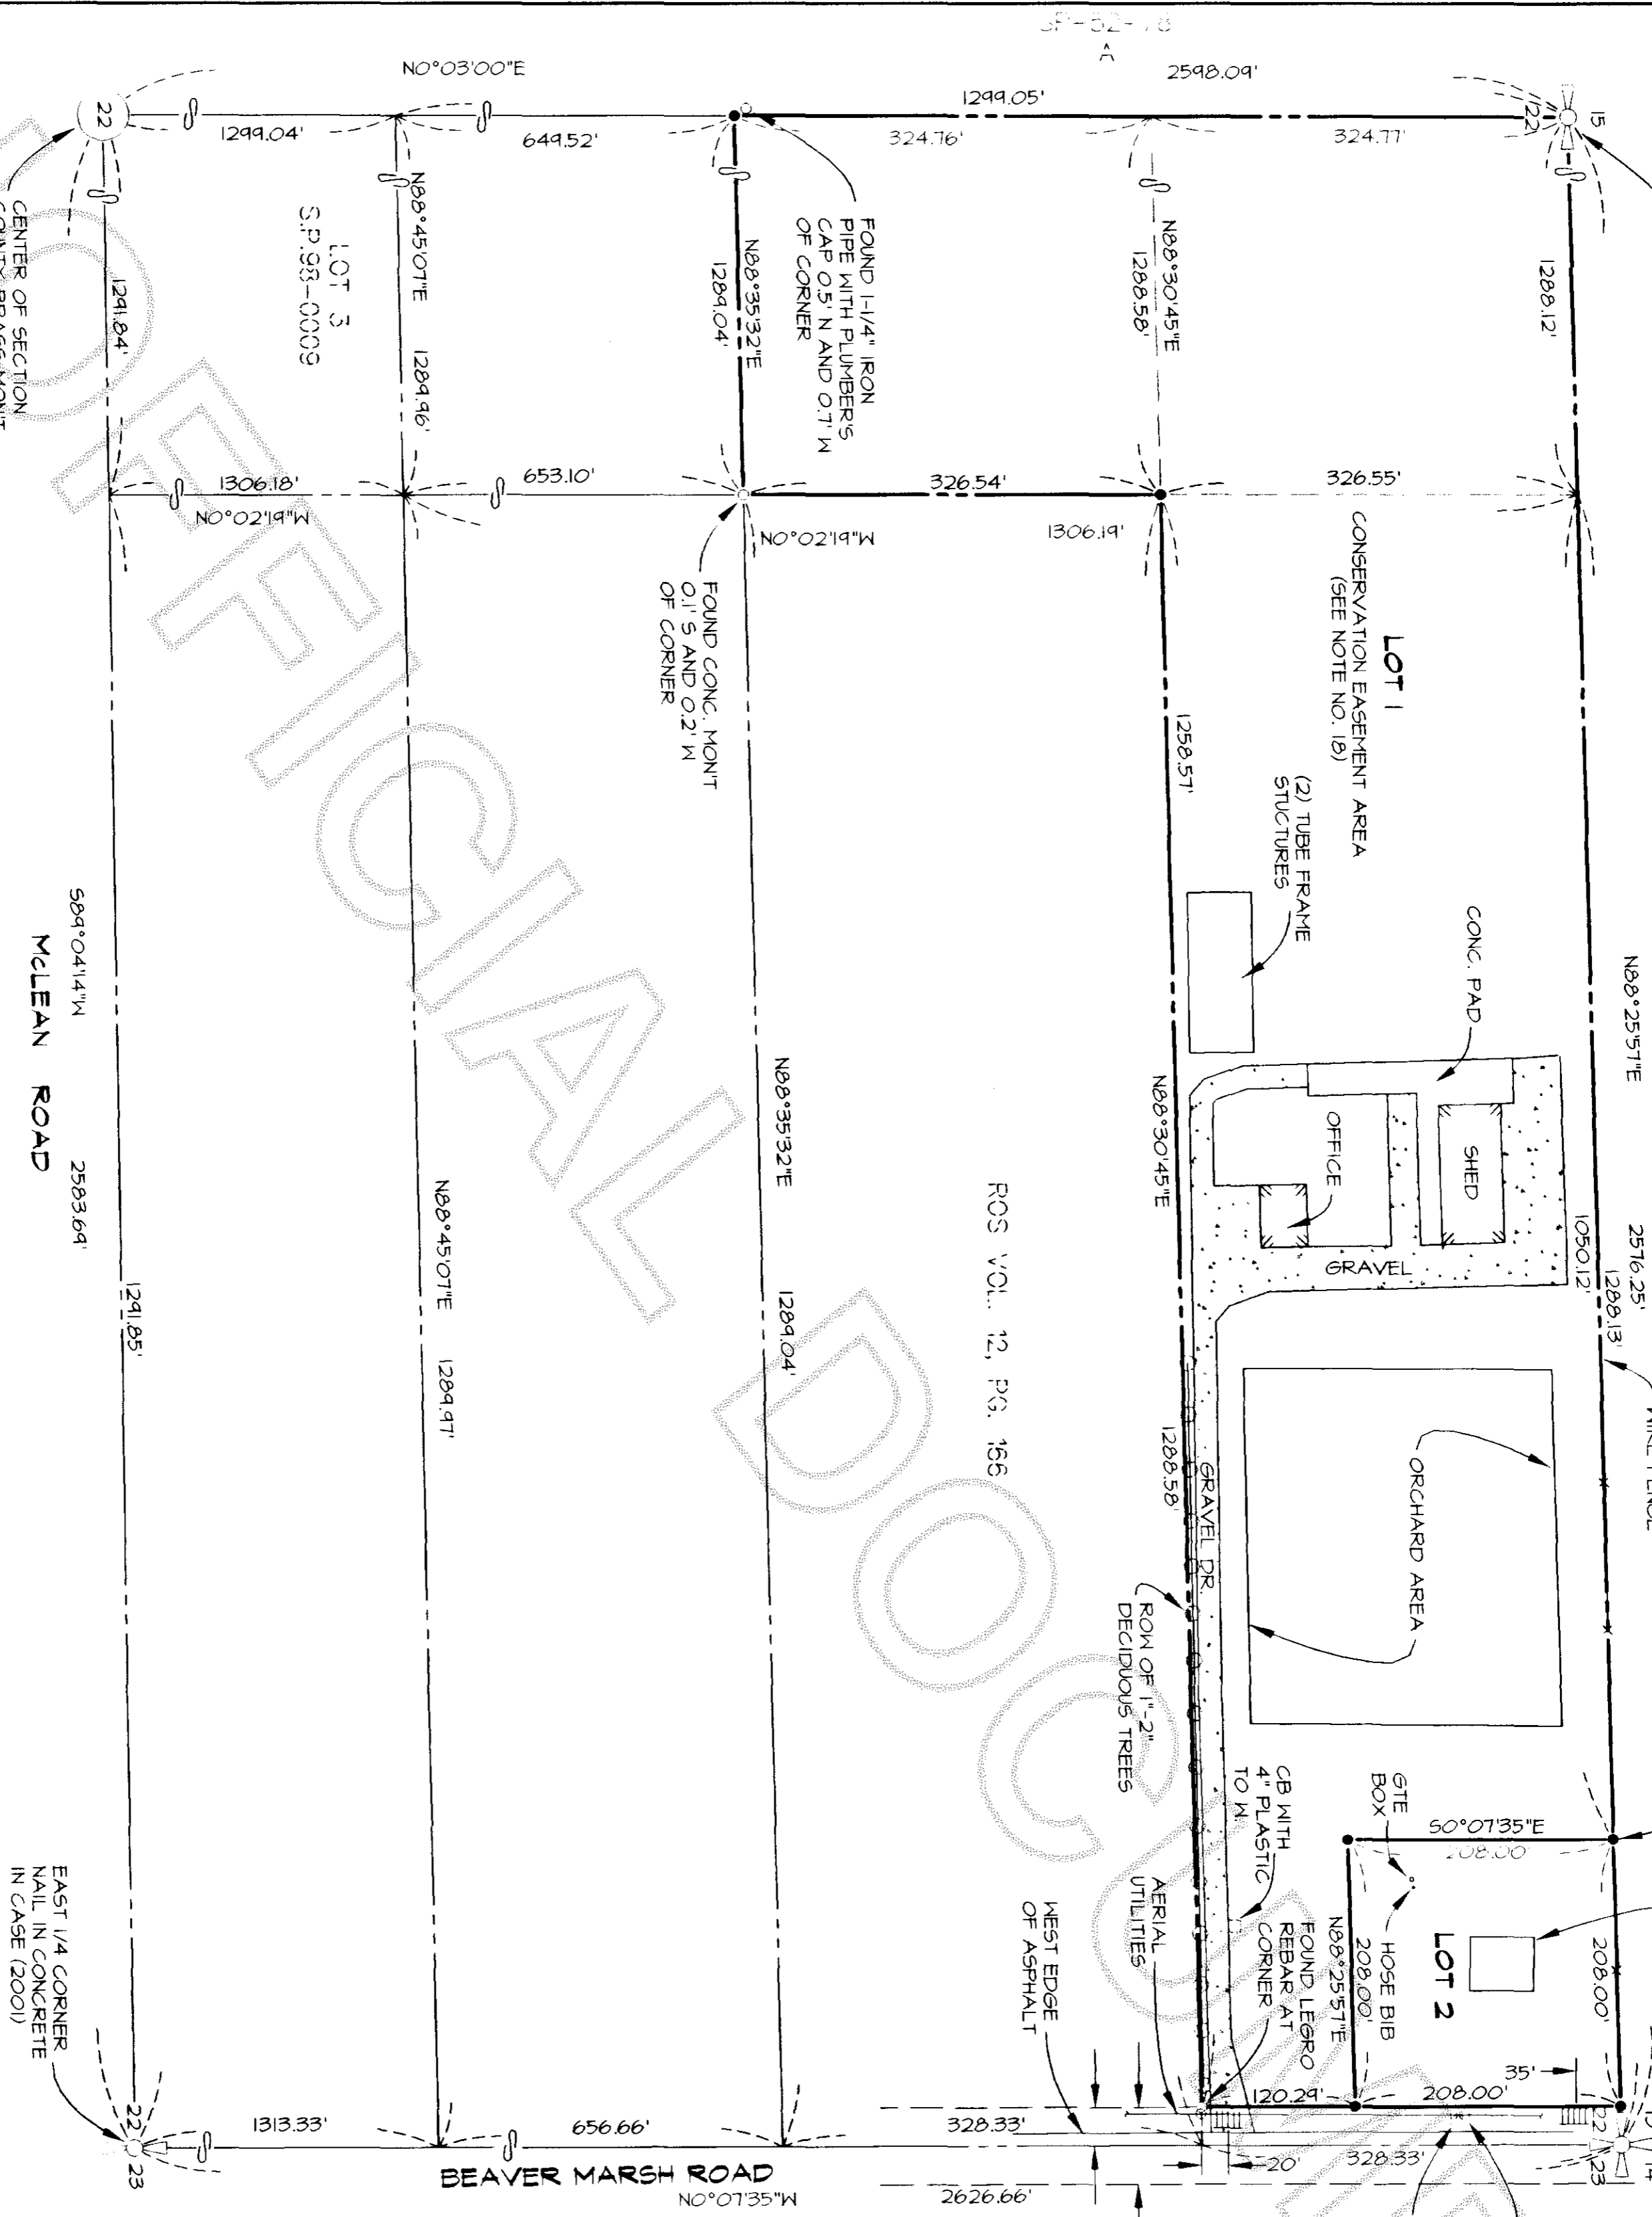 N0°03'00"E
A
2598.09'
1299.05'
1299.04'
649.52'
324.76'
324.77'
22
22
15
CENTER OF SECTION
1291.84'
LOT 3
S.P.98-0009
N88°45'07"E
1289.96'
N88°35'32"E
1289.04'
FOUND 1-1/4" IRON
PIPE WITH PLUMBER'S
CAP 0.5' N AND 0.7' W
OF CORNER
N88°30'45"E
1288.58'
1288.12'
1306.18'
N0°02'19"W
653.10'
326.54'
N0°02'19"W
1306.19'
326.55'
FOUND CONC. MON'T
0.1' S AND 0.2' W
OF CORNER
LOT 1
CONSERVATION EASEMENT AREA
(SEE NOTE NO. 18)
1258.57'
(2) TUBE FRAME
STUCTURES
CONC. PAD
N88°25'57"E
2576.25'
1288.13'
1050.12'
N88°30'45"E
1288.58'
OFFICE
SHED
GRAVEL
S89°04'14"W
2583.69'
McLEAN ROAD
1291.85'
N88°45'07"E
1289.97'
N88°35'32"E
1289.04'
ROS VOL. 12, PG. 166
GRAVEL DR.
ORCHARD AREA
ROW OF 1"-2"
DECIDUOUS TREES
CB WITH
4" PLASTIC
TO W.
GTE
BOX
S0°07'35"E
208.00'
HOSE BIB
LOT 2
208.00'
N88°25'57"E
208.00'
FOUND LEGRO
REBAR AT
CORNER
AERIAL
UTILITIES
WEST EDGE
OF ASPHALT
EAST 1/4 CORNER
NAIL IN CONCRETE
IN CASE (2001)
35'
120.29'
208.00'
22
23
22
23
1313.33'
656.66'
328.33'
20'
328.33'
BEAVER MARSH ROAD
N0°07'35"W
2626.66'